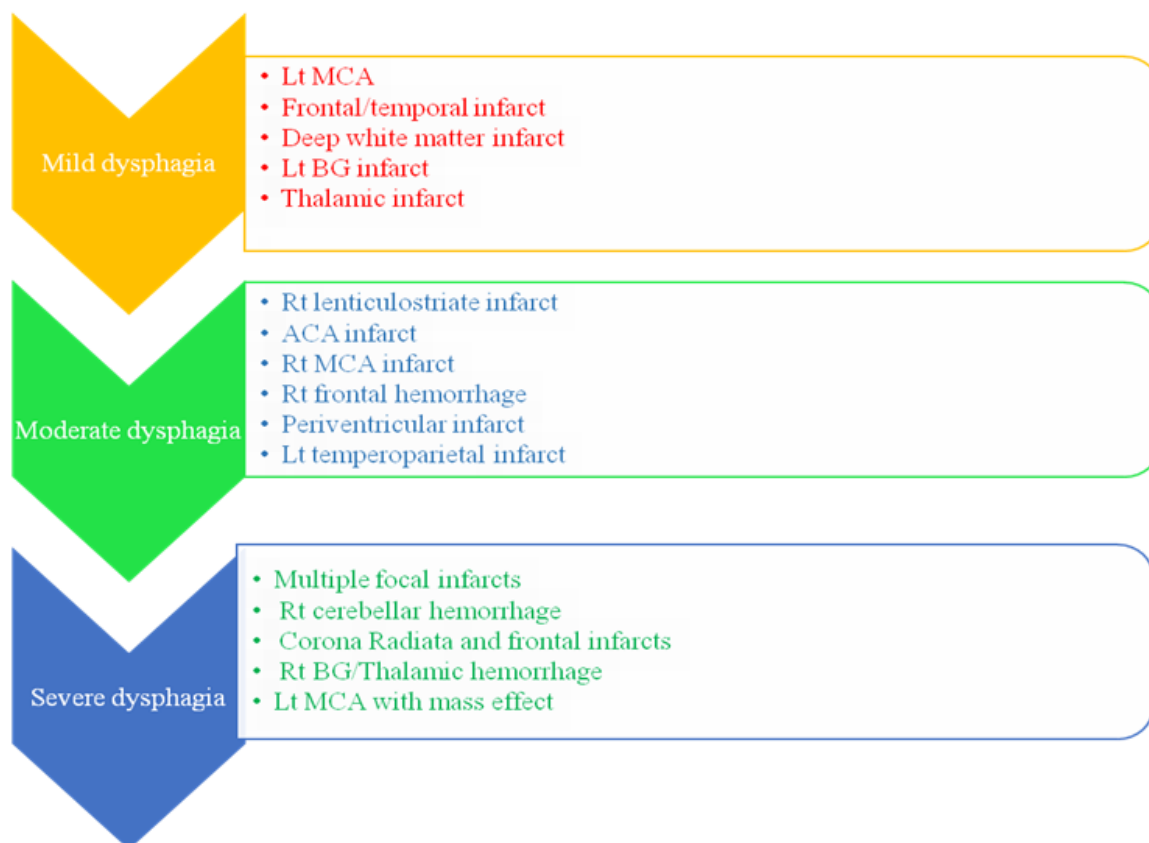 Mild dysphagia
• Lt MCA
• Frontal/temporal infarct
• Deep white matter infarct
• Lt BG infarct
• Thalamic infarct
Moderate dysphagia
• Rt lenticulostriate infarct
• ACA infarct
• Rt MCA infarct
• Rt frontal hemorrhage
• Periventricular infarct
• Lt temperoparietal infarct
Severe dysphagia
• Multiple focal infarcts
• Rt cerebellar hemorrhage
• Corona Radiata and frontal infarcts
• Rt BG/Thalamic hemorrhage
• Lt MCA with mass effect